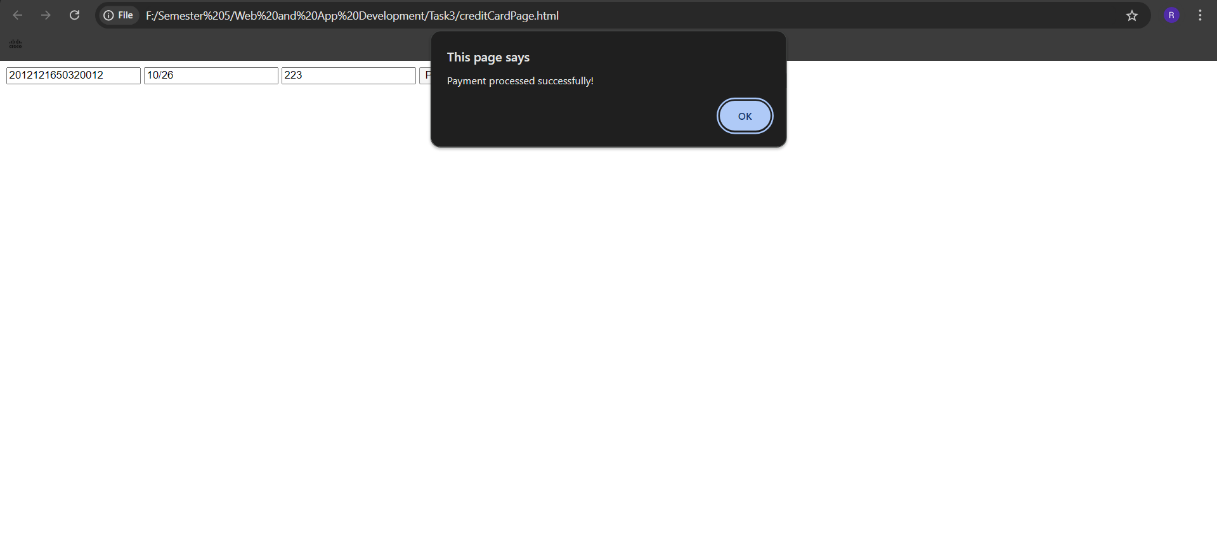 File F:/Semester%205/Web%20and%20App%20Development/Task3/creditCardPage.html
R
This page says
Payment processed successfully!
OK
2012121650320012 10/26 223